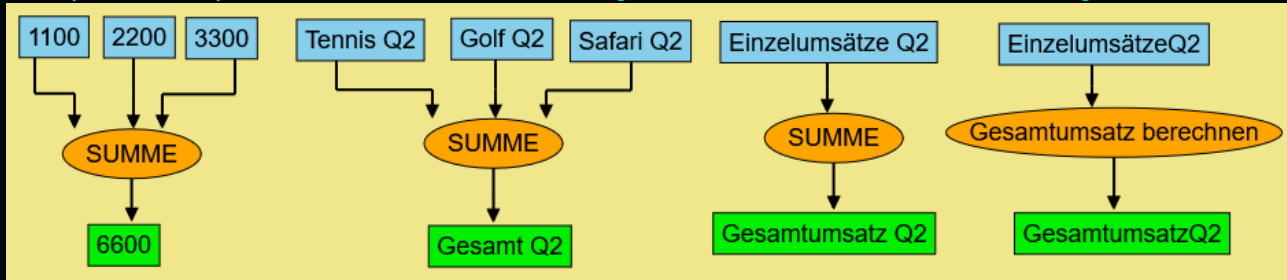 1100 2200 3300 Tennis Q2 Golf Q2 Safari Q2 Einzelumsätze Q2 EinzelumsätzeQ2
SUMME SUMME SUMME Gesamtumsatz berechnen
6600 Gesamt Q2 Gesamtumsatz Q2 GesamtumsatzQ2